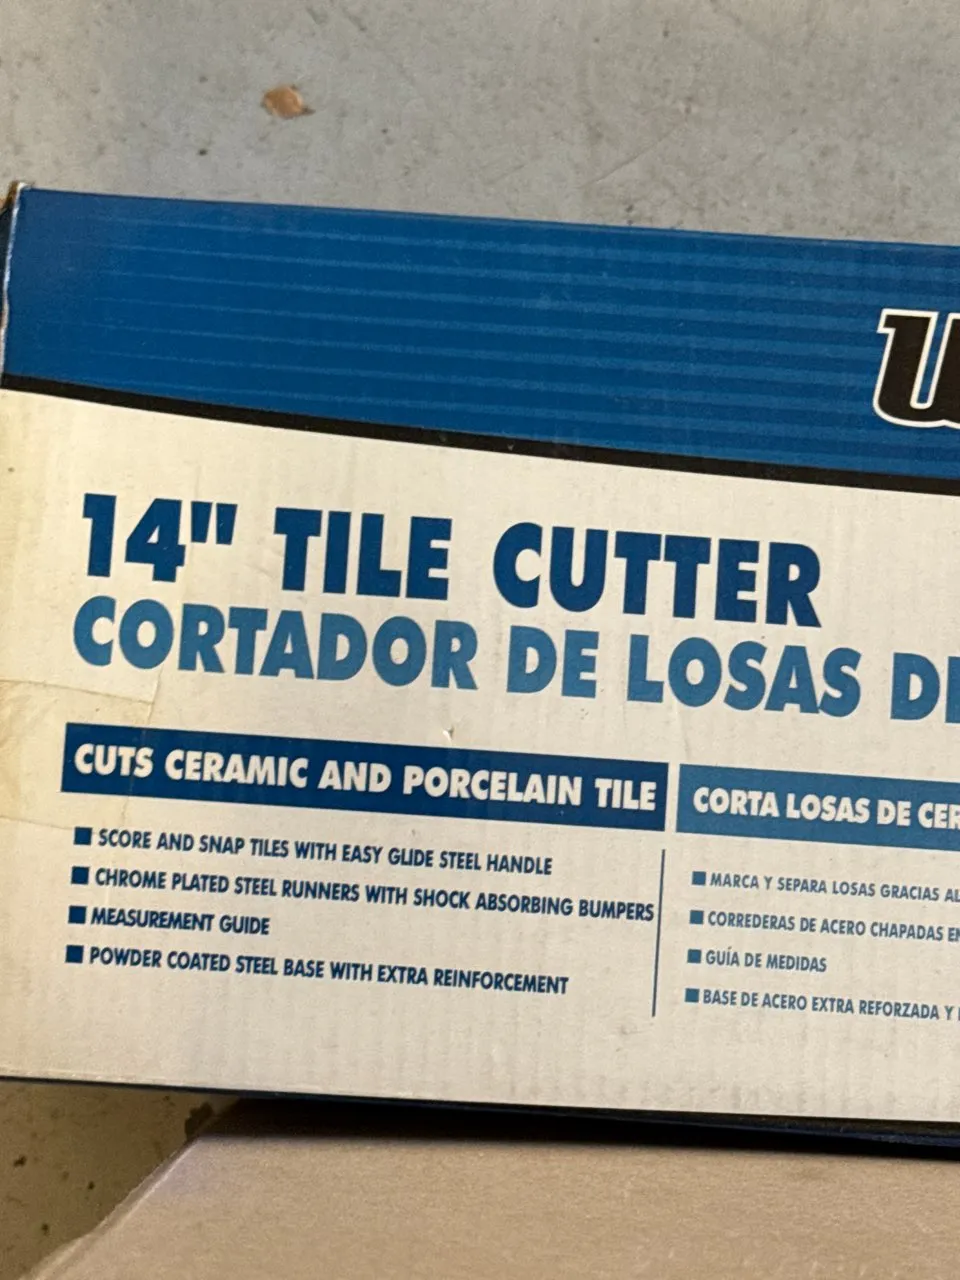 14" TILE CUTTER
CORTADOR DE LOSAS
CUTS CERAMIC AND PORCELAIN TILE
SCORE AND SNAP TILES WITH EASY GLIDE STEEL HANDLE
CHROME PLATED STEEL RUNNERS WITH SHOCK ABSORBING BUMPERS
MEASUREMENT GUIDE
POWDER COATED STEEL BASE WITH EXTRA REINFORCEMENT
CORTA LOSAS DE
MARCA Y SEPARA LOSAS GRACIAS
CORREDERAS DE ACERO CHAPADAS
GUÍA DE MEDIDAS
BASE DE ACERO EXTRA REFORZADA Y